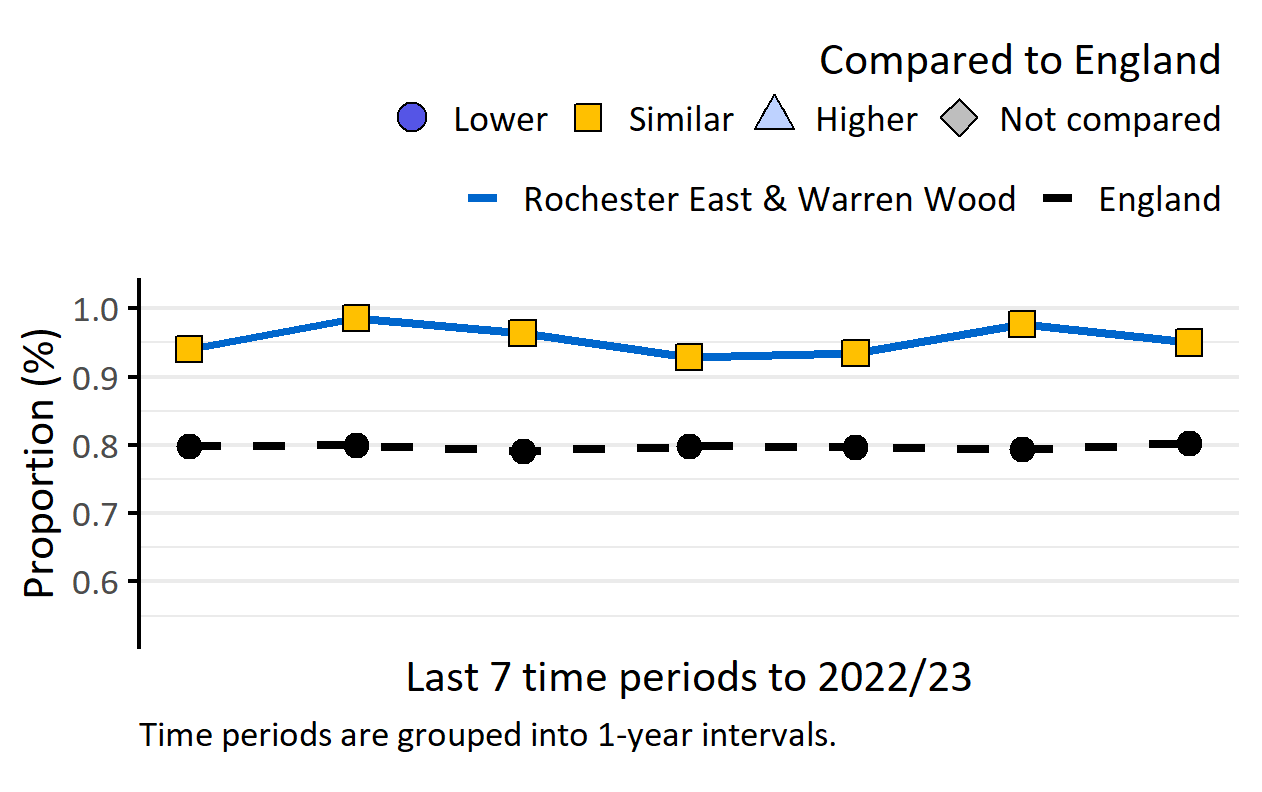 Compared to England
Lower Similar Higher Not compared
Rochester East & Warren Wood England
Proportion (%)
1.0
0.9
0.8
0.7
0.6
Last 7 time periods to 2022/23
Time periods are grouped into 1-year intervals.